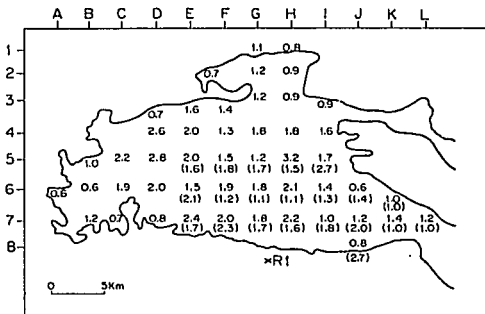 A B C D E F G H I J K L
1 1.1 0.8
2 0.7 1.2 0.9
3 0.7 1.6 1.4 1.2 0.9 0.9
4 2.6 2.0 1.3 1.8 1.8 1.6
5 1.0 2.2 2.8 2.0 1.5 1.2 3.2 1.7
(1.6) (1.8) (1.7) (1.5) (2.7)
6 0.6 0.6 1.9 2.0 1.5 1.9 1.8 2.1 1.4 0.6 1.0
(2.1) (1.2) (1.1) (1.1) (1.3) (1.4) (1.0)
7 1.2 0.7 0.8 2.4 2.0 1.8 2.2 1.0 1.2 1.4 1.2
(1.7) (2.3) (1.7) (1.6) (1.8) (2.0) (1.0) (1.0)
8 0.8
(2.7)
×R1
0 5Km